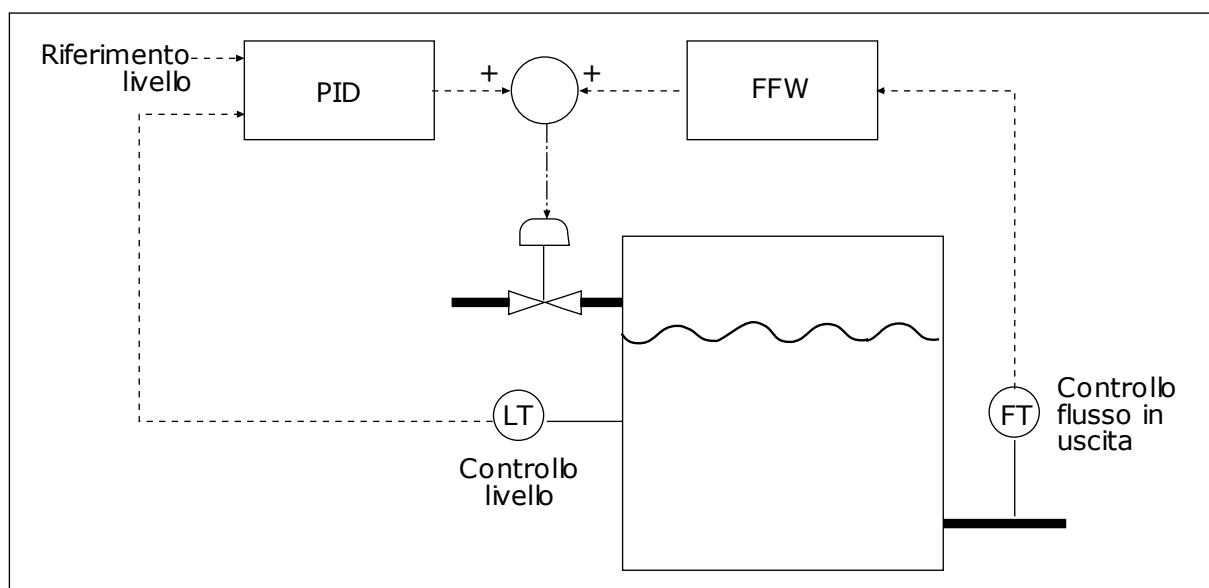 Riferimento
livello
PID
+
+
FFW
LT
Controllo
livello
FT
Controllo
flusso in
uscita